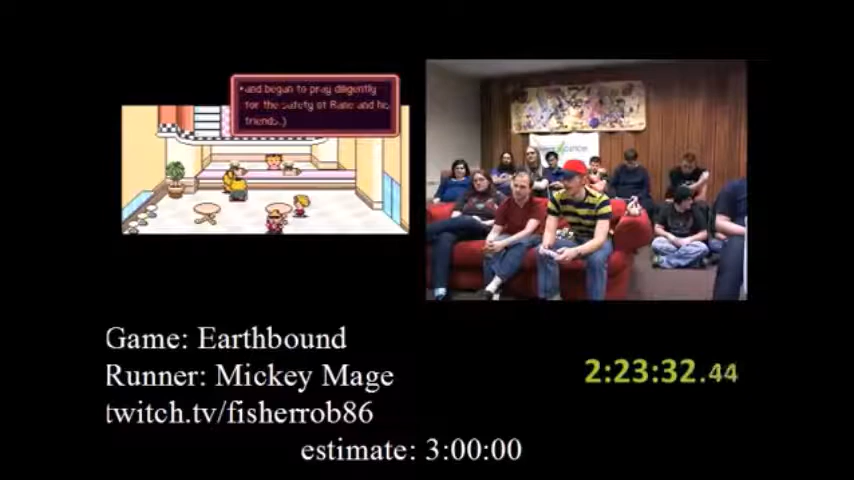 •and began to pray diligently
for the safety of Rane and his
friends.)
Game: Earthbound
Runner: Mickey Mage
twitch.tv/fisherrob86
2:23:32.44
estimate: 3:00:00